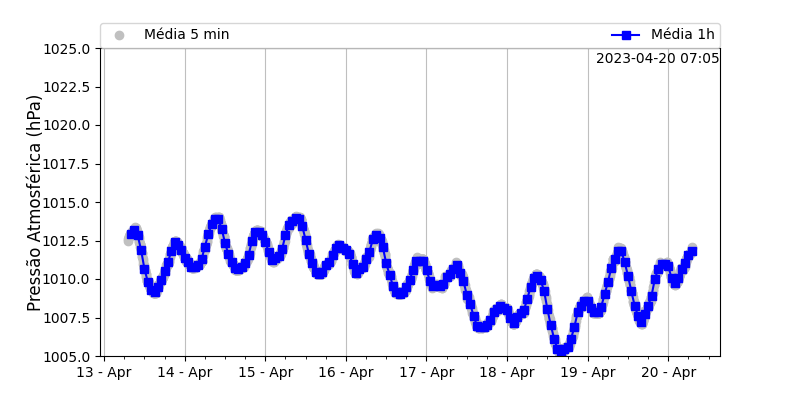 Média 5 min
Média 1h
2023-04-20 07:05
Pressão Atmosférica (hPa)
1025.0
1022.5
1020.0
1017.5
1015.0
1012.5
1010.0
1007.5
1005.0
13 - Apr
14 - Apr
15 - Apr
16 - Apr
17 - Apr
18 - Apr
19 - Apr
20 - Apr